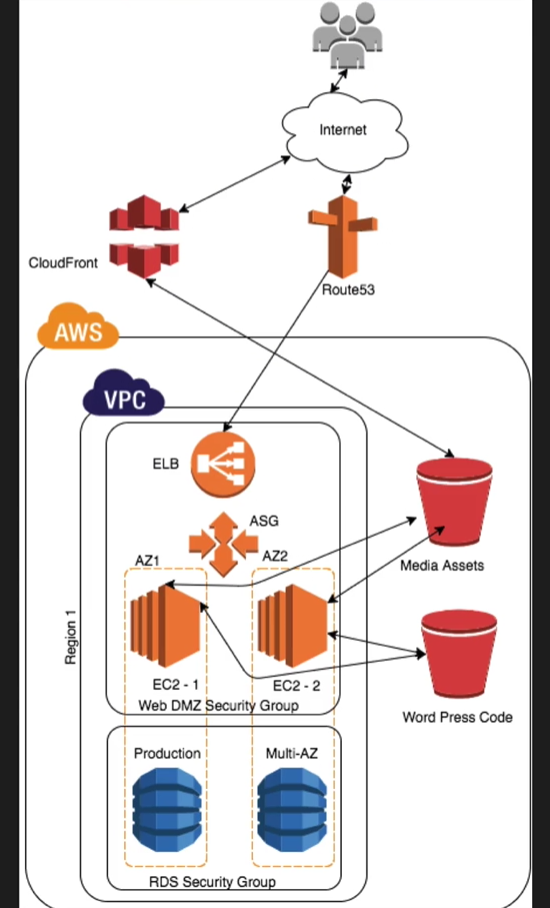 Internet
CloudFront
Route53
AWS
VPC
ELB
ASG
AZ1
AZ2
Media Assets
Region 1
EC2 - 1
EC2 - 2
Web DMZ Security Group
Word Press Code
Production
Multi-AZ
RDS Security Group